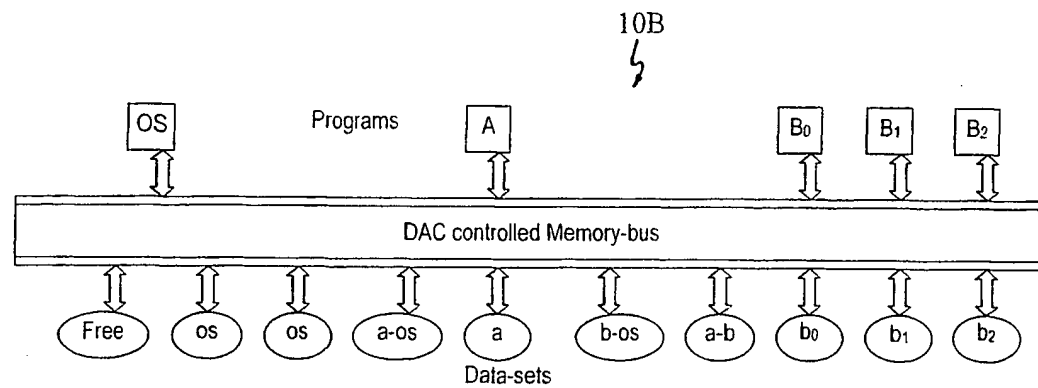 10B
OS Programs A B₀ B₁ B₂
DAC controlled Memory-bus
Free os os a-os a b-os a-b b₀ b₁ b₂
Data-sets